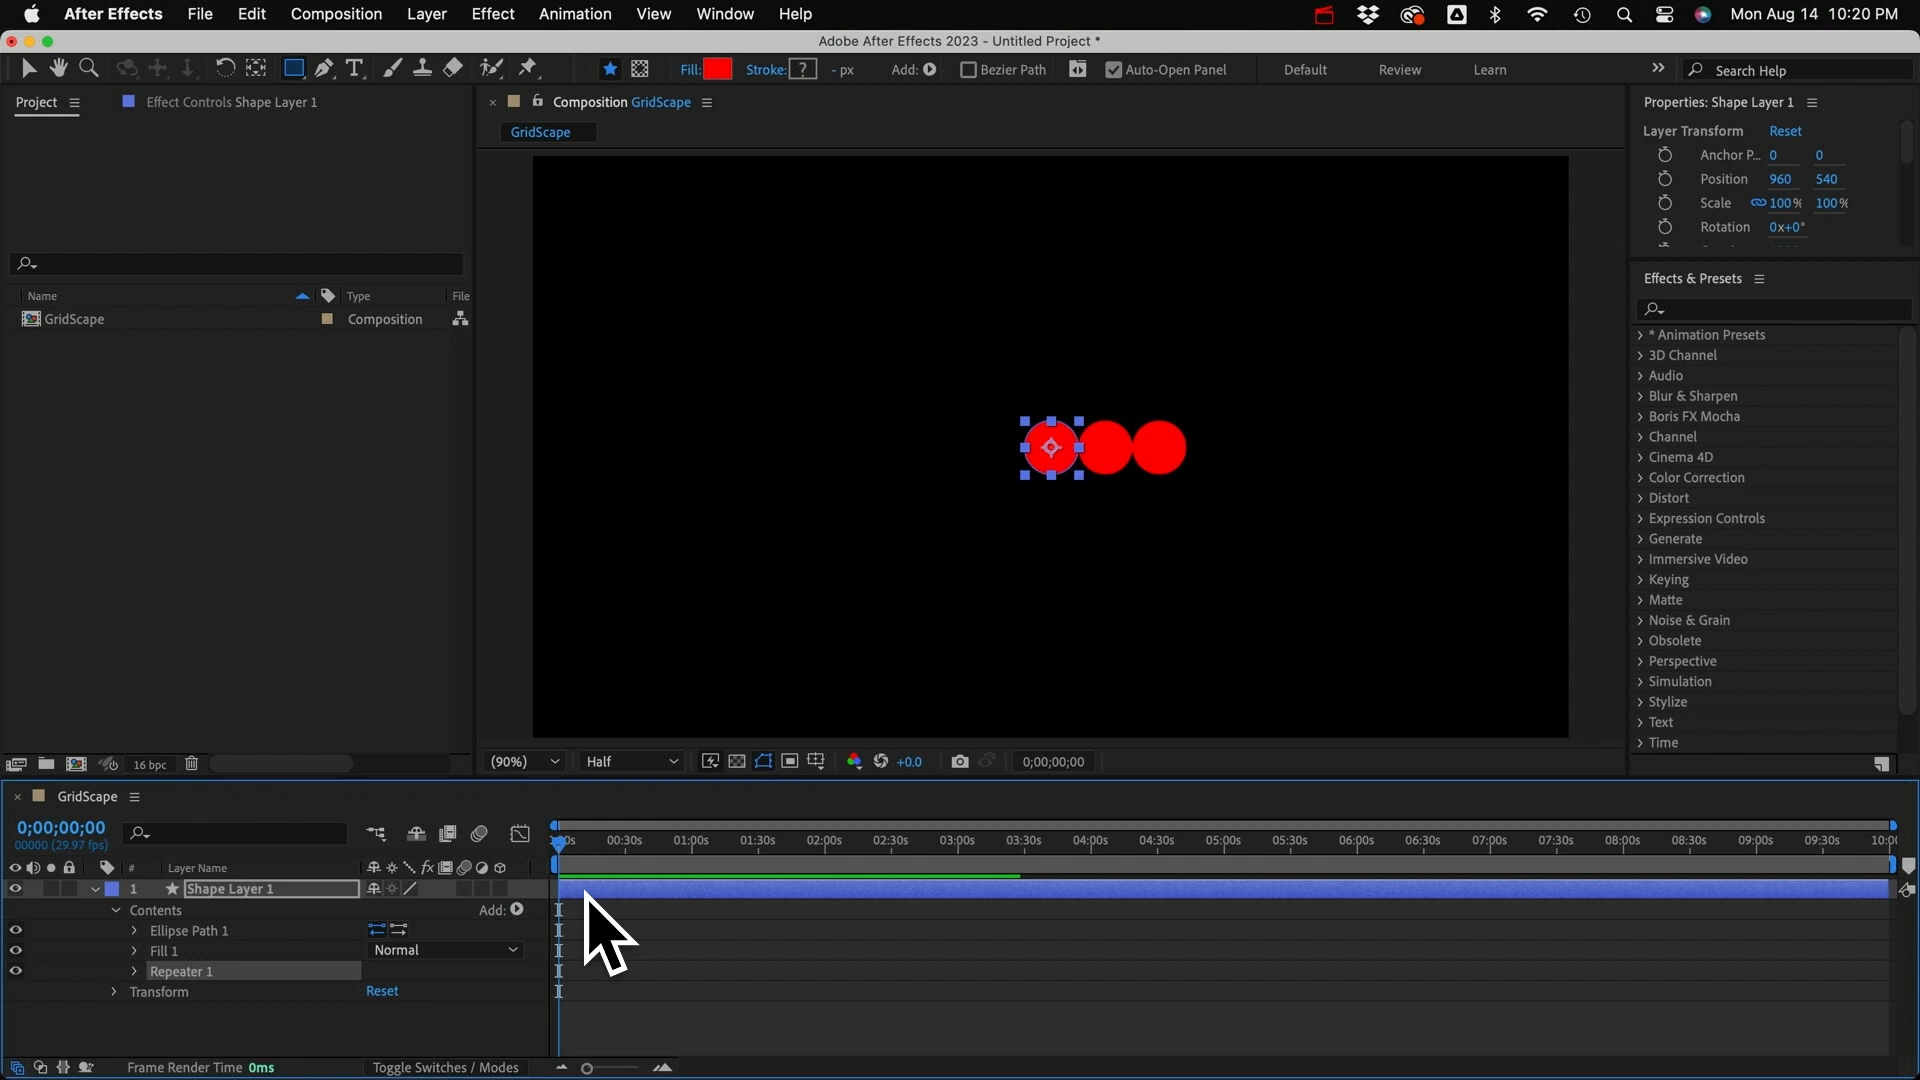 After Effects File Edit Composition Layer Effect Animation View Window Help Mon Aug 14 10:20 PM
Adobe After Effects 2023 - Untitled Project *
Fill: Stroke: ? - px Add: Bezier Path Auto-Open Panel Default Review Learn Search Help
Project Effect Controls Shape Layer 1
Composition GridScape
GridScape
Name Type File
GridScape Composition
16 bpc
(90%) Half +0.0 0;00;00;00
Properties: Shape Layer 1
Layer Transform Reset
Anchor P... 0 0
Position 960 540
Scale 100% 100%
Rotation 0x+0°
Effects & Presets
* Animation Presets
3D Channel
Audio
Blur & Sharpen
Boris FX Mocha
Channel
Cinema 4D
Color Correction
Distort
Expression Controls
Generate
Immersive Video
Keying
Matte
Noise & Grain
Obsolete
Perspective
Simulation
Stylize
Text
Time
GridScape
0;00;00;00
00000 (29.97 fps)
00s 00:30s 01:00s 01:30s 02:00s 02:30s 03:00s 03:30s 04:00s 04:30s 05:00s 05:30s 06:00s 06:30s 07:00s 07:30s 08:00s 08:30s 09:00s 09:30s 10:00
# Layer Name fx
1 Shape Layer 1
Contents Add:
Ellipse Path 1
Fill 1 Normal
Repeater 1
Transform Reset
Frame Render Time 0ms Toggle Switches / Modes